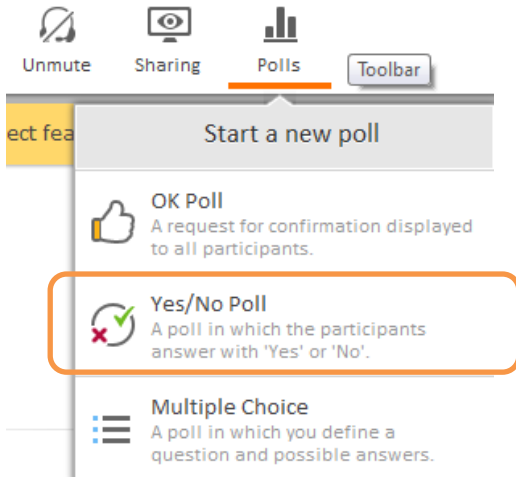 Unmute Sharing Polls Toolbar
ect fea
Start a new poll
OK Poll
A request for confirmation displayed
to all participants.
Yes/No Poll
A poll in which the participants
answer with 'Yes' or 'No'.
Multiple Choice
A poll in which you define a
question and possible answers.